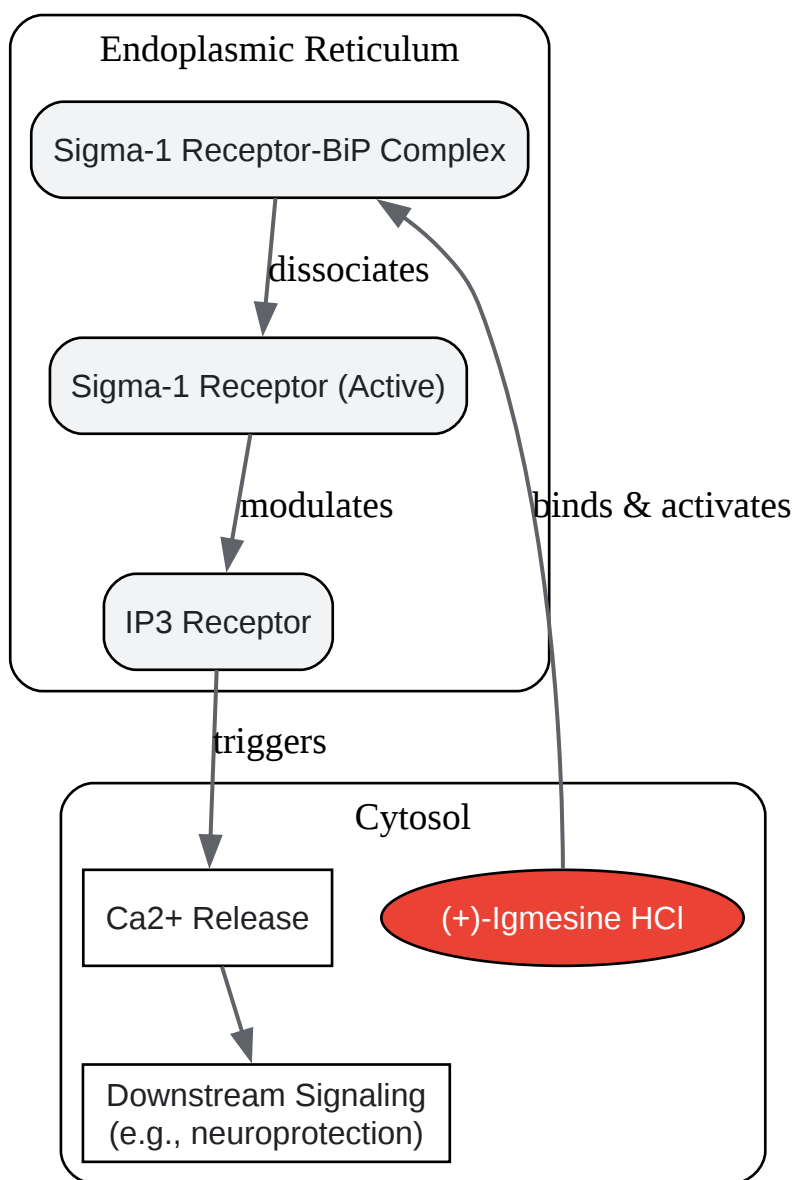 Endoplasmic Reticulum
Sigma-1 Receptor-BiP Complex
dissociates
Sigma-1 Receptor (Active)
modulates
binds & activates
IP3 Receptor
triggers
Cytosol
Ca2+ Release
(+)-Igmesine HCl
Downstream Signaling
(e.g., neuroprotection)